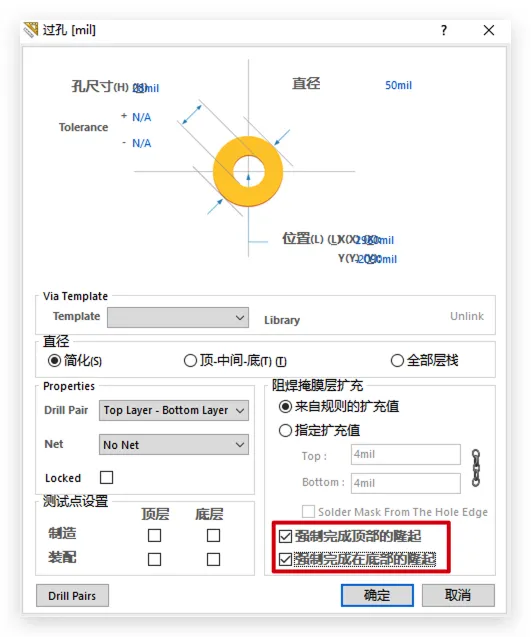 过孔 [mil]
孔尺寸(H) (H) mil
直径 50mil
Tolerance + N/A
- N/A
位置(L) (L)X(X) (X): mil
Y(Y) (Y): mil
Via Template
Template Library Unlink
直径
简化(S) 顶-中间-底(T) (T) 全部层栈
Properties
Drill Pair Top Layer - Bottom Layer
Net No Net
Locked
阻焊掩膜层扩充
来自规则的扩充值
指定扩充值
Top : 4mil
Bottom : 4mil
Solder Mask From The Hole Edge
强制完成顶部的隆起
强制完成在底部的隆起
测试点设置
顶层 底层
制造
装配
Drill Pairs 确定 取消